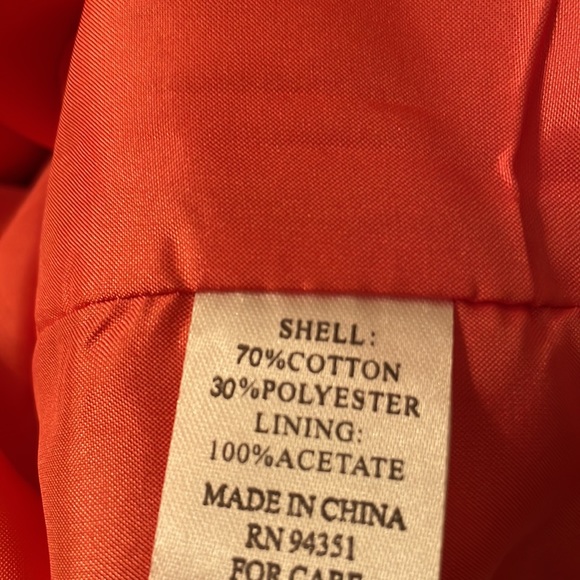 SHELL:
70%COTTON
30%POLYESTER
LINING:
100%ACETATE
MADE IN CHINA
RN 94351
FOR CARE